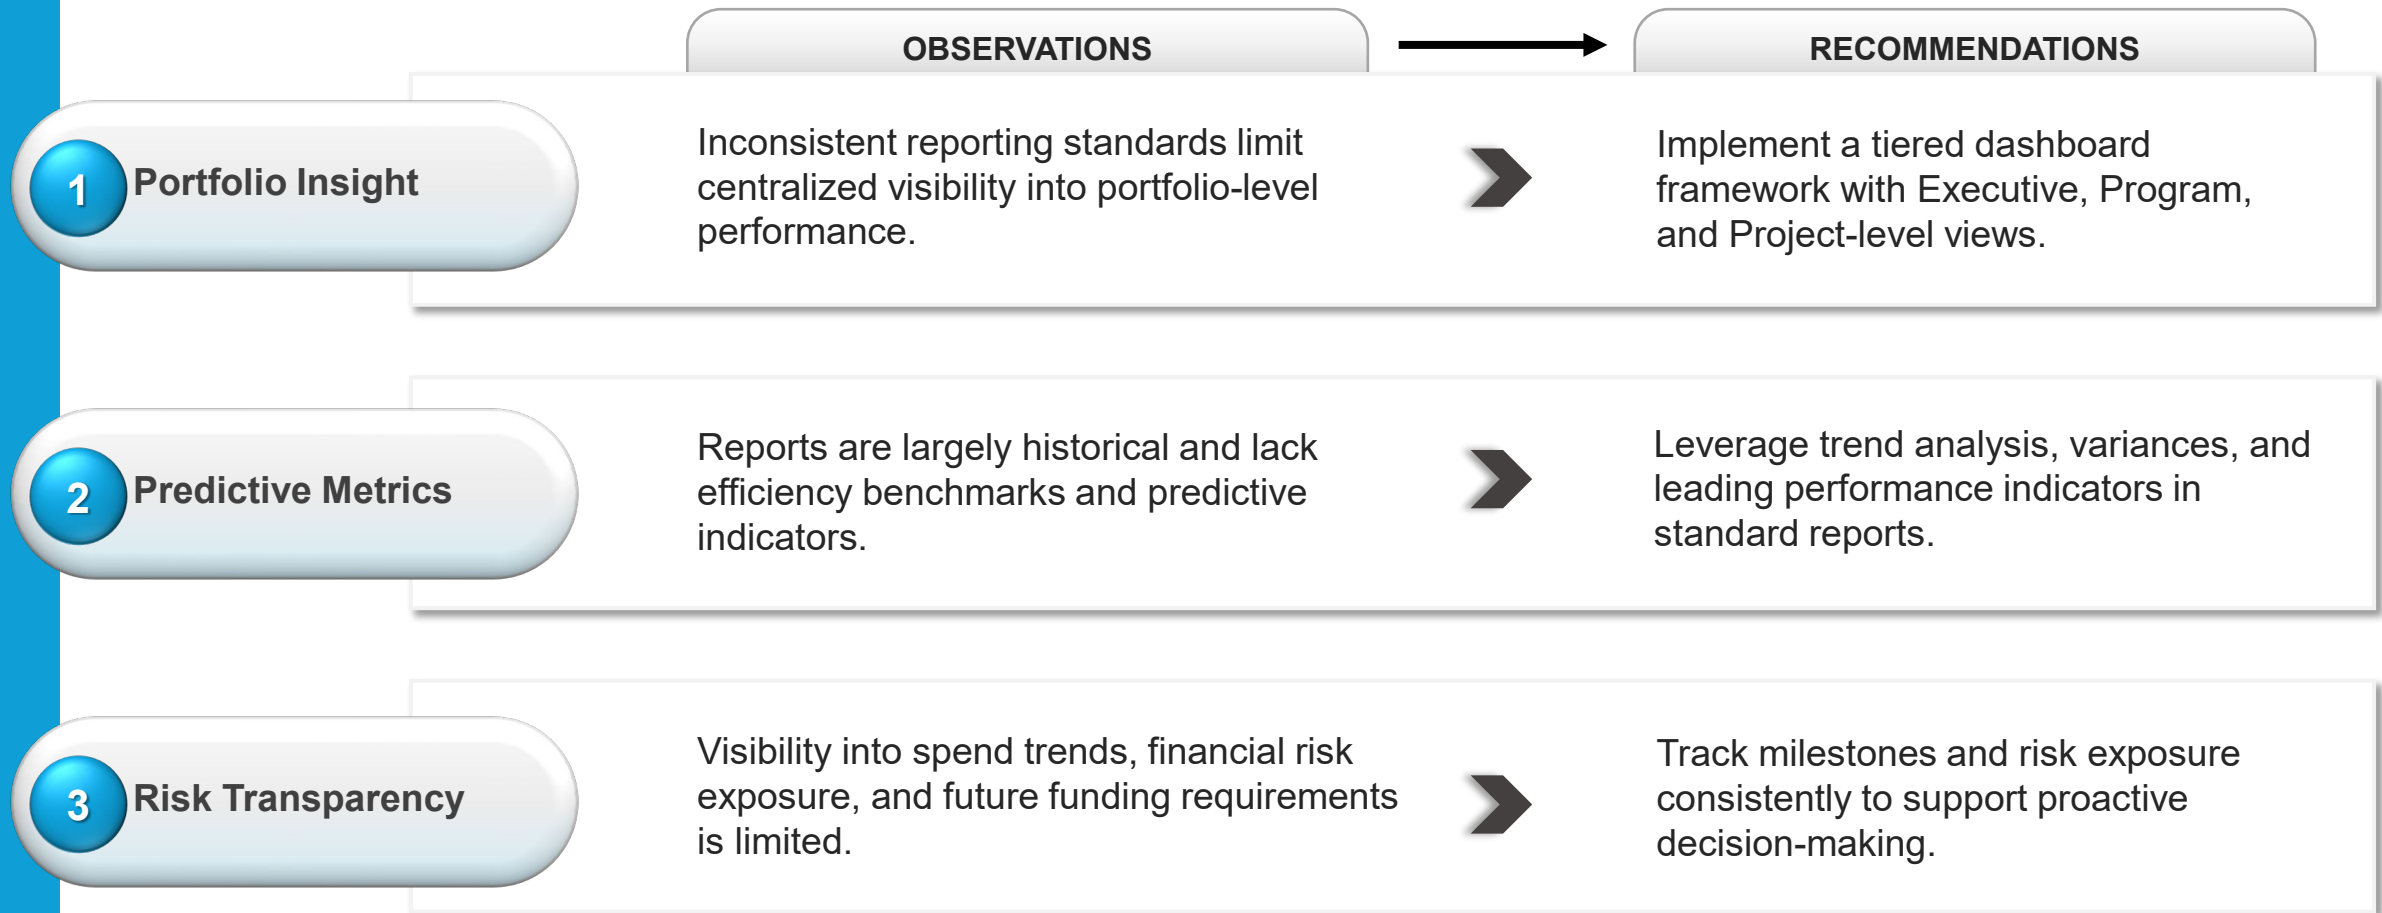 OBSERVATIONS
RECOMMENDATIONS
1
Portfolio Insight
Inconsistent reporting standards limit
centralized visibility into portfolio-level
performance.
Implement a tiered dashboard
framework with Executive, Program,
and Project-level views.
2
Predictive Metrics
Reports are largely historical and lack
efficiency benchmarks and predictive
indicators.
Leverage trend analysis, variances, and
leading performance indicators in
standard reports.
3
Risk Transparency
Visibility into spend trends, financial risk
exposure, and future funding requirements
is limited.
Track milestones and risk exposure
consistently to support proactive
decision-making.